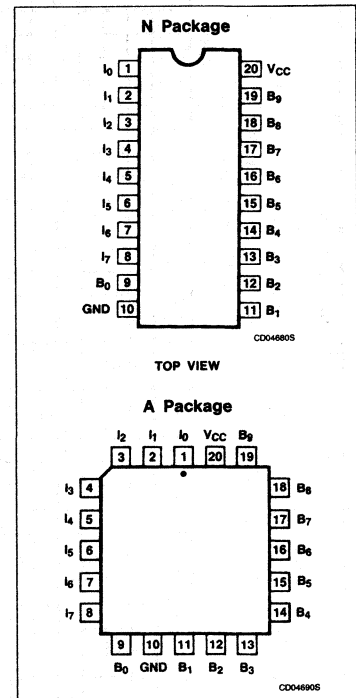 N Package
I₀ 1 20 VCC
I₁ 2 19 B₉
I₂ 3 18 B₈
I₃ 4 17 B₇
I₄ 5 16 B₆
I₅ 6 15 B₅
I₆ 7 14 B₄
I₇ 8 13 B₃
B₀ 9 12 B₂
GND 10 11 B₁
CD04680S
TOP VIEW
A Package
I₂ I₁ I₀ VCC B₉
3 2 1 20 19
I₃ 4 18 B₈
I₄ 5 17 B₇
I₅ 6 16 B₆
I₆ 7 15 B₅
I₇ 8 14 B₄
9 10 11 12 13
B₀ GND B₁ B₂ B₃
CD04690S